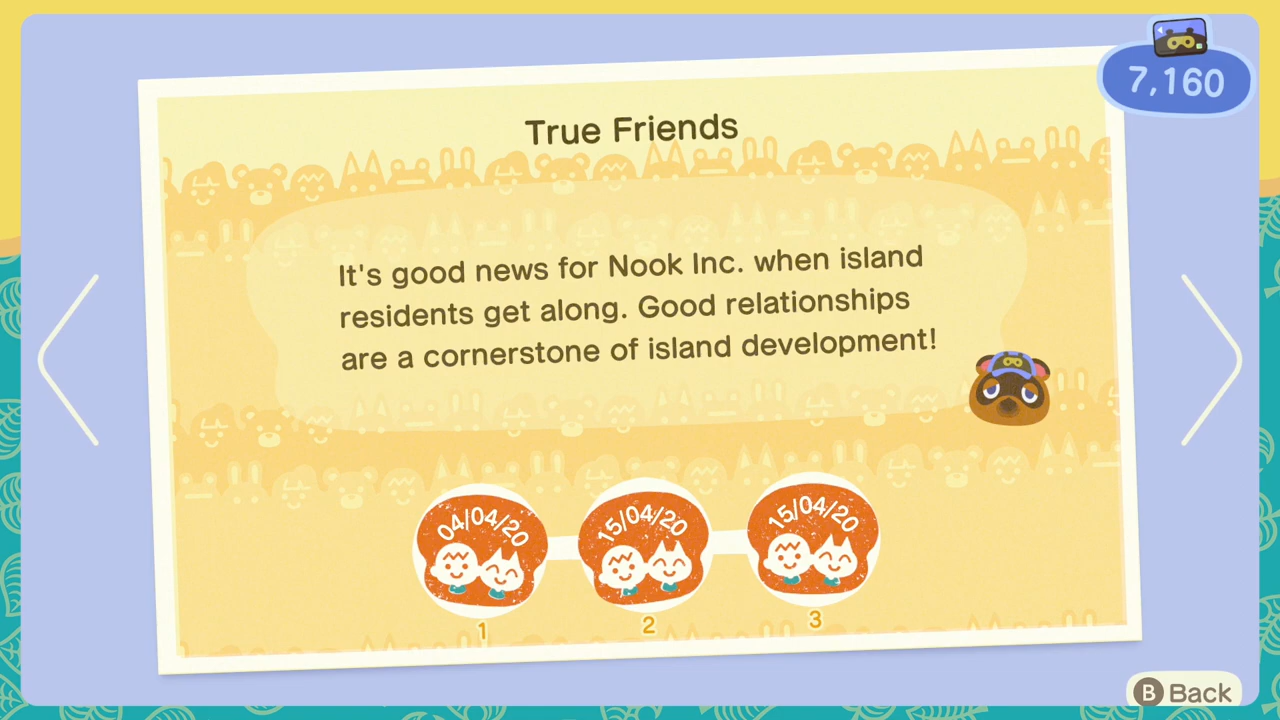 7,160
True Friends
It's good news for Nook Inc. when island
residents get along. Good relationships
are a cornerstone of island development!
04/04/20
15/04/20
15/04/20
1
2
3
B Back